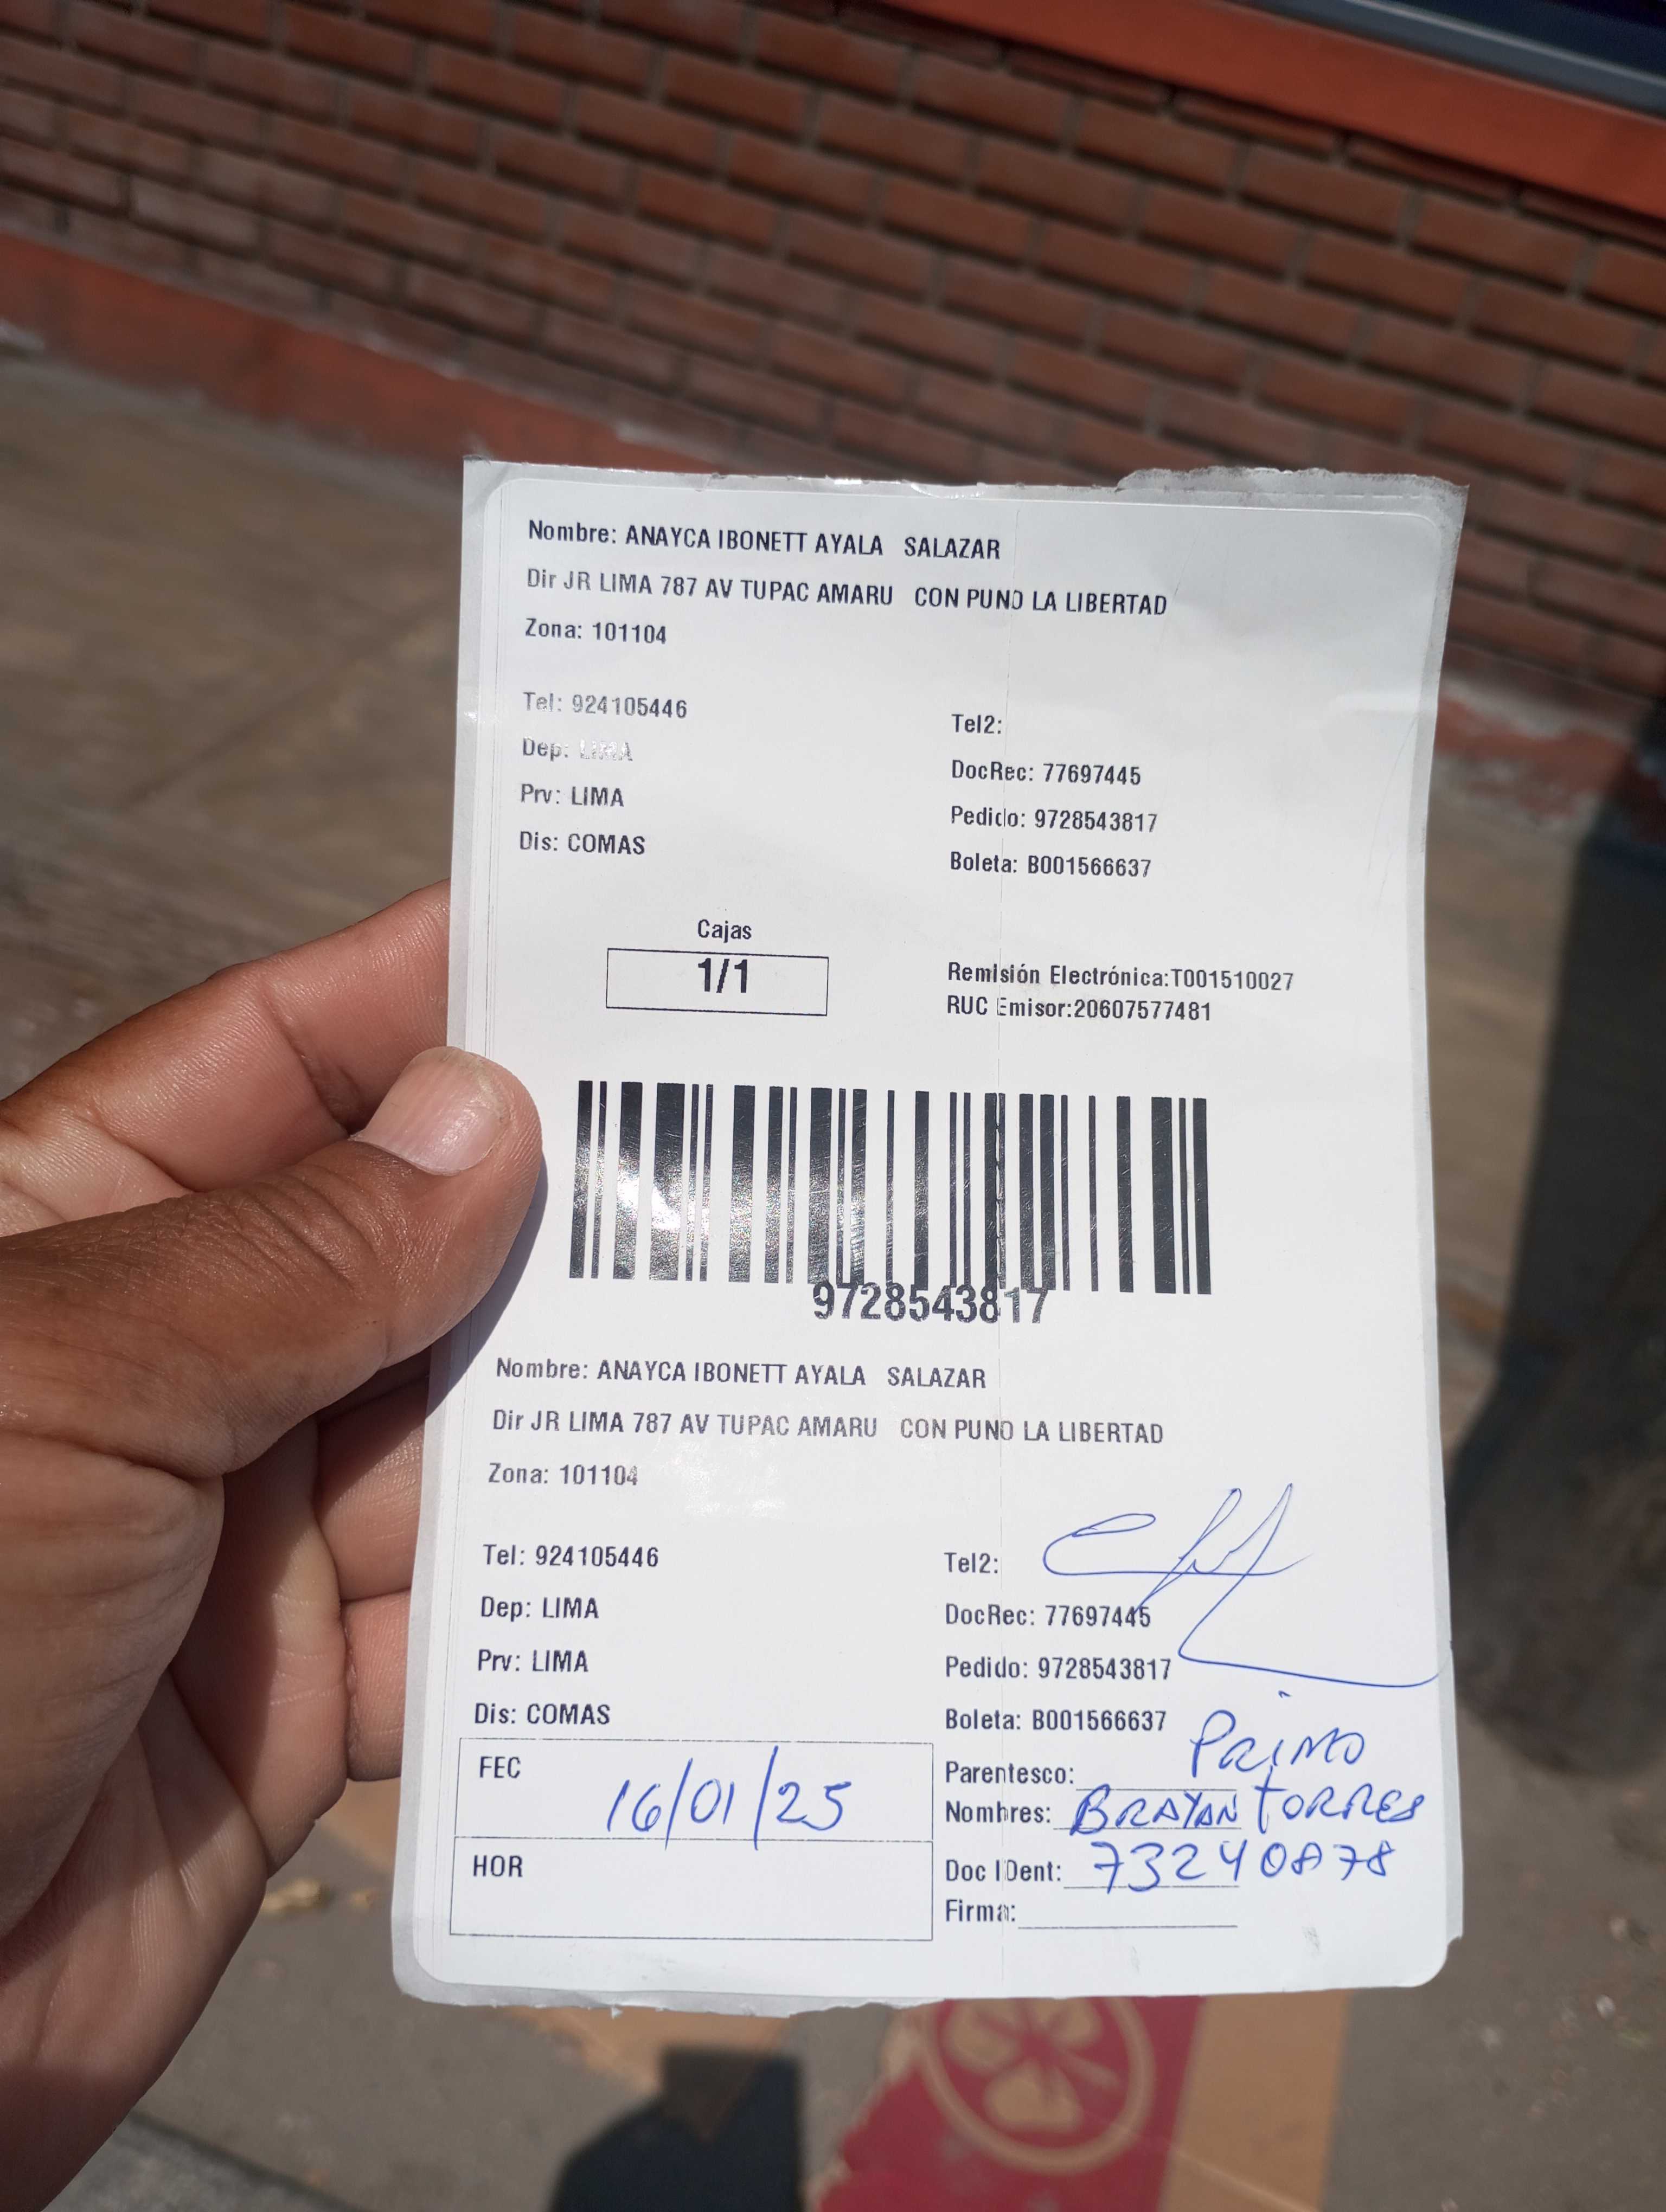 Nombre: ANAYCA IBONETT AYALA SALAZAR
Dir JR LIMA 787 AV TUPAC AMARU CON PUNO LA LIBERTAD
Zona: 101104
Tel: 924105446
Tel2:
Dep: LIMA
DocRec: 77697445
Prv: LIMA
Pedido: 9728543817
Dis: COMAS
Boleta: B001566637
Cajas
1/1
Remisión Electrónica:T001510027
RUC Emisor:20607577481
9728543817
Nombre: ANAYCA IBONETT AYALA SALAZAR
Dir JR LIMA 787 AV TUPAC AMARU CON PUNO LA LIBERTAD
Zona: 101104
Tel: 924105446
Tel2:
Dep: LIMA
DocRec: 77697445
Prv: LIMA
Pedido: 9728543817
Dis: COMAS
Boleta: B001566637
FEC 16/01/25
HOR
Parentesco: PRIMO
Nombres: BRAYAN TORRES
Doc IDent: 73240878
Firma: